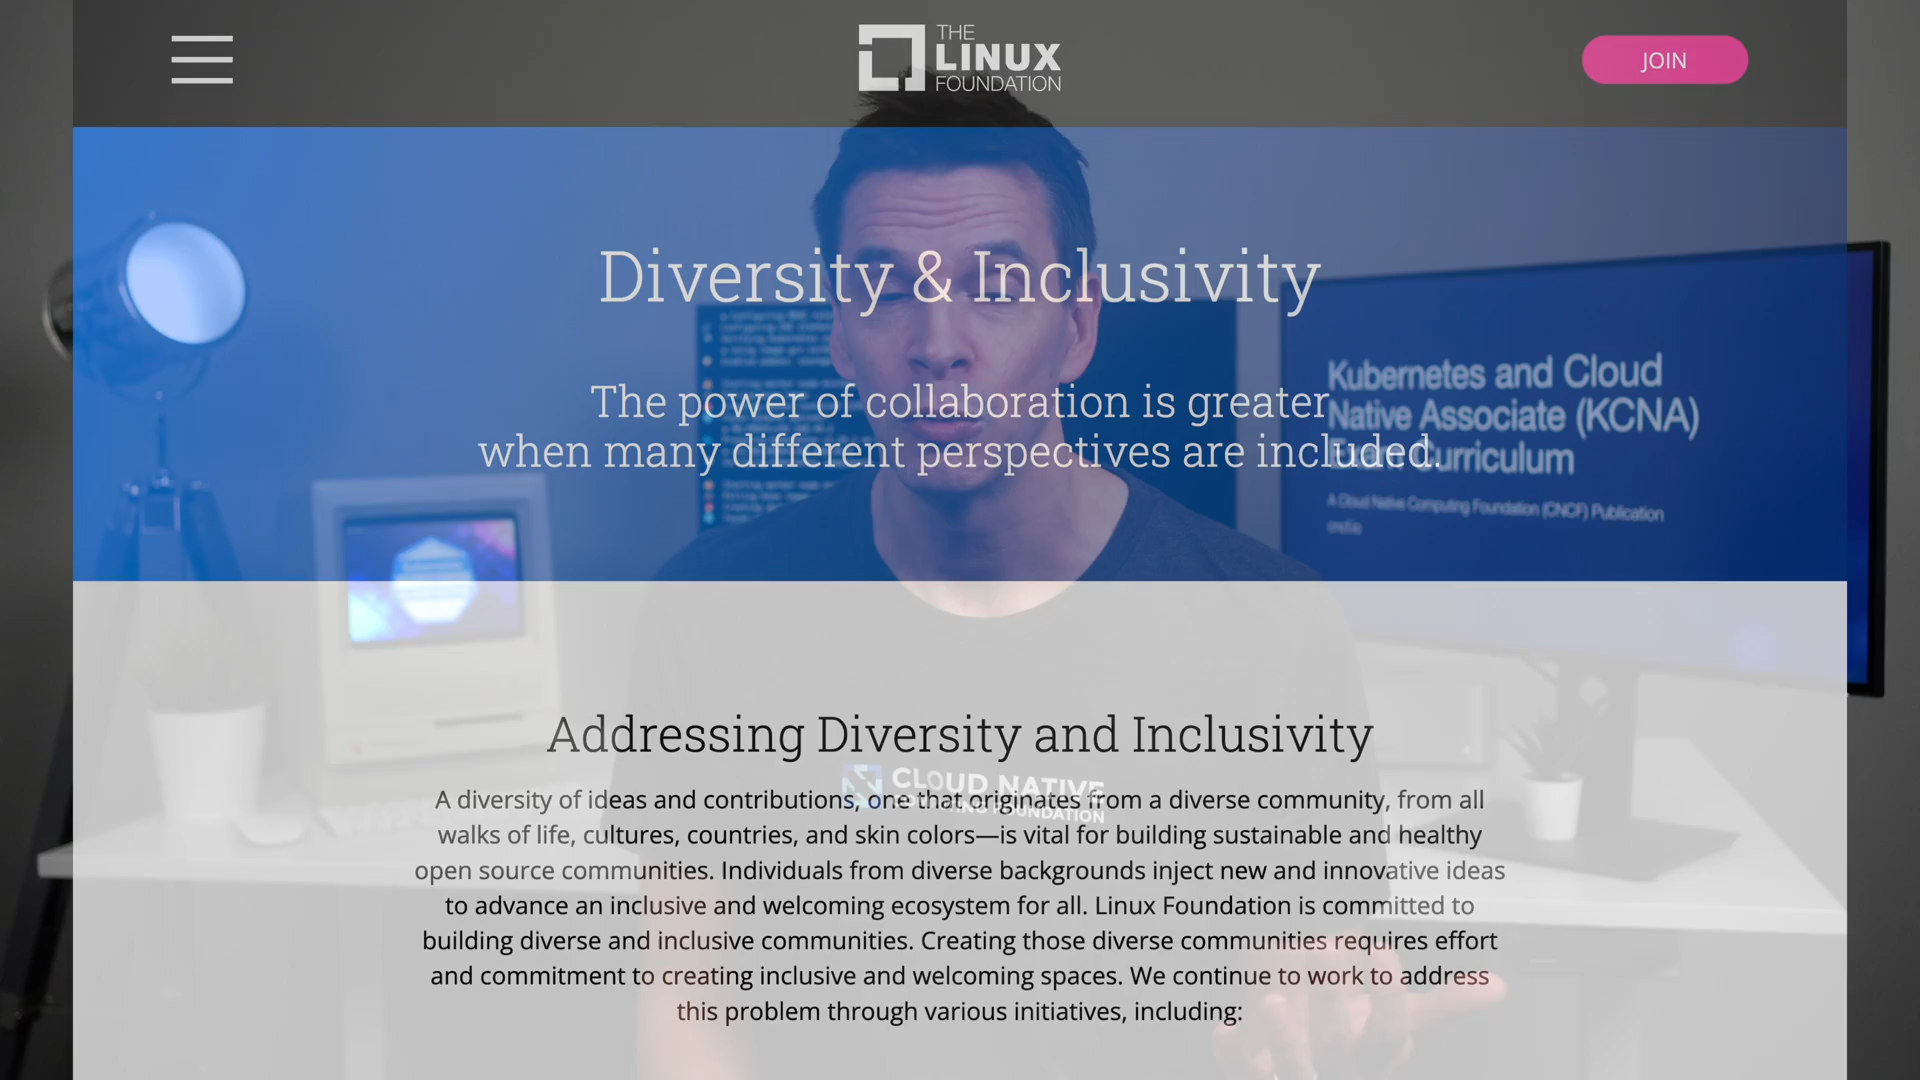 THE
LINUX
FOUNDATION
JOIN
Diversity & Inclusivity
The power of collaboration is greater
when many different perspectives are included.
Kubernetes and Cloud
Native Associate (KCNA)
Curriculum
A Cloud Native Computing Foundation (CNCF) Publication
Addressing Diversity and Inclusivity
CLOUD NATIVE
FOUNDATION
A diversity of ideas and contributions, one that originates from a diverse community, from all
walks of life, cultures, countries, and skin colors—is vital for building sustainable and healthy
open source communities. Individuals from diverse backgrounds inject new and innovative ideas
to advance an inclusive and welcoming ecosystem for all. Linux Foundation is committed to
building diverse and inclusive communities. Creating those diverse communities requires effort
and commitment to creating inclusive and welcoming spaces. We continue to work to address
this problem through various initiatives, including: